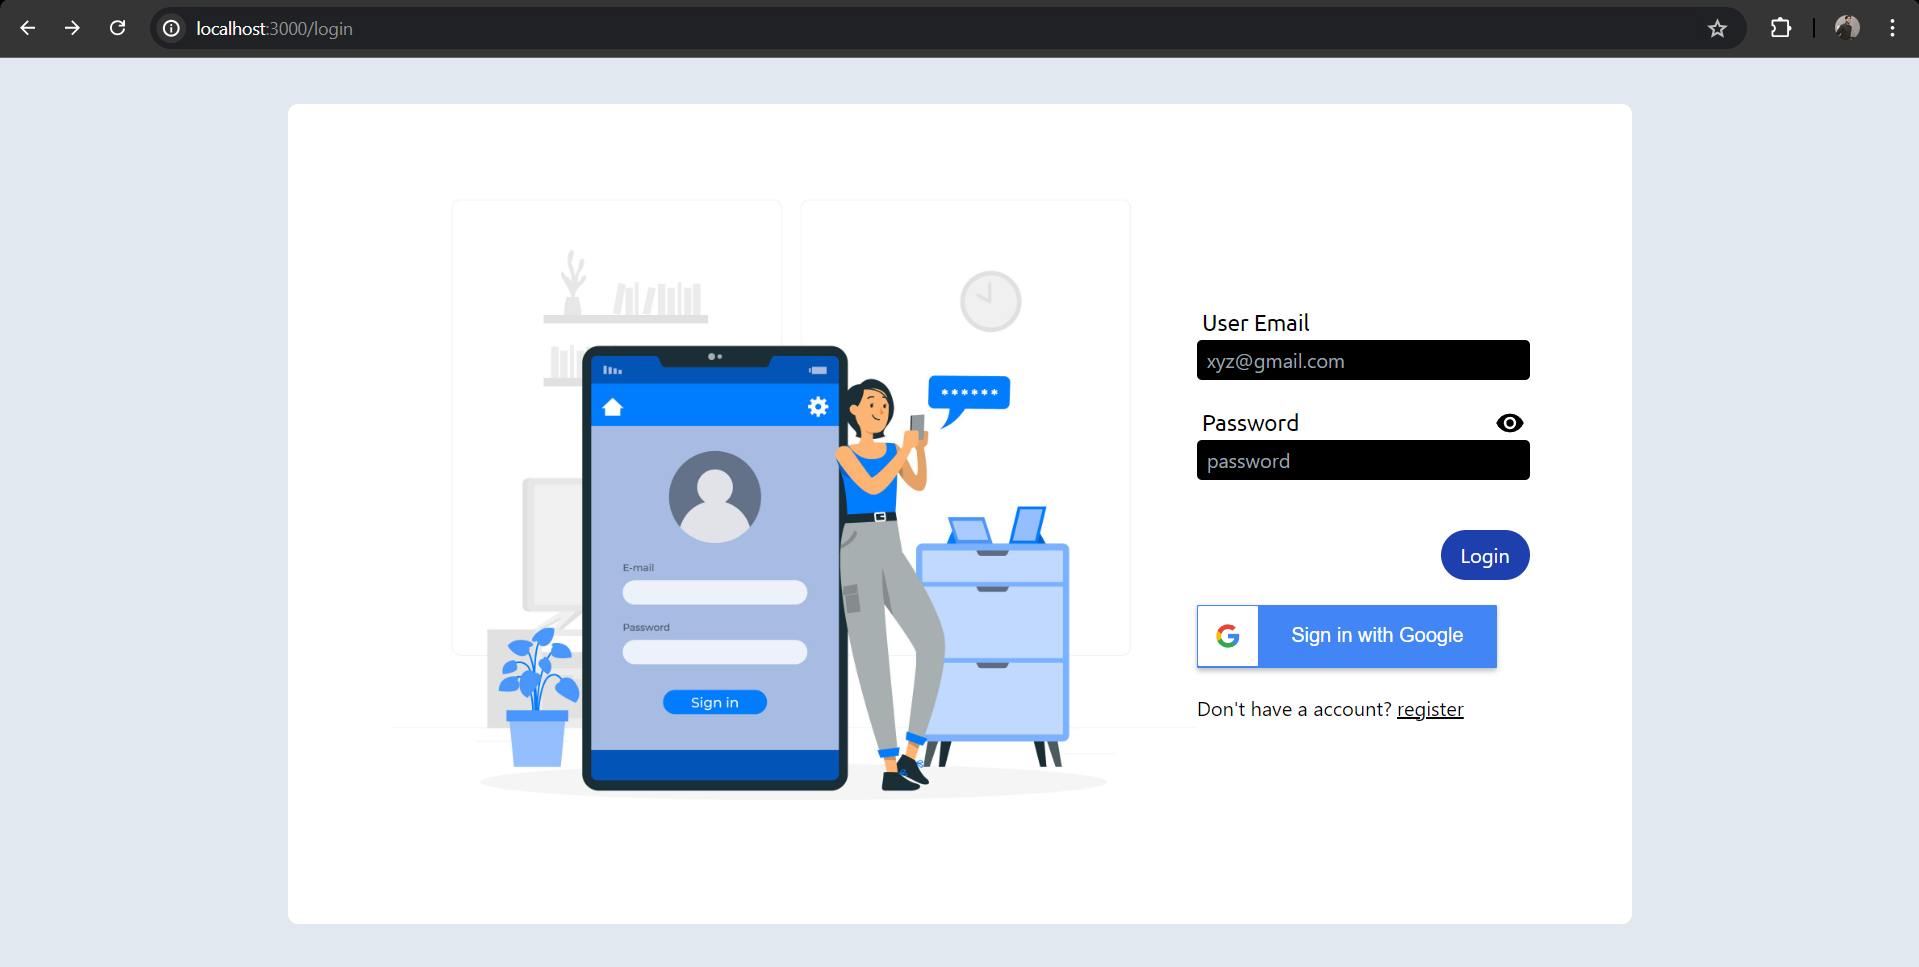 localhost:3000/login
User Email
xyz@gmail.com
******
Password
password
E-mail
Password
Sign in
Login
Sign in with Google
Don't have a account? register